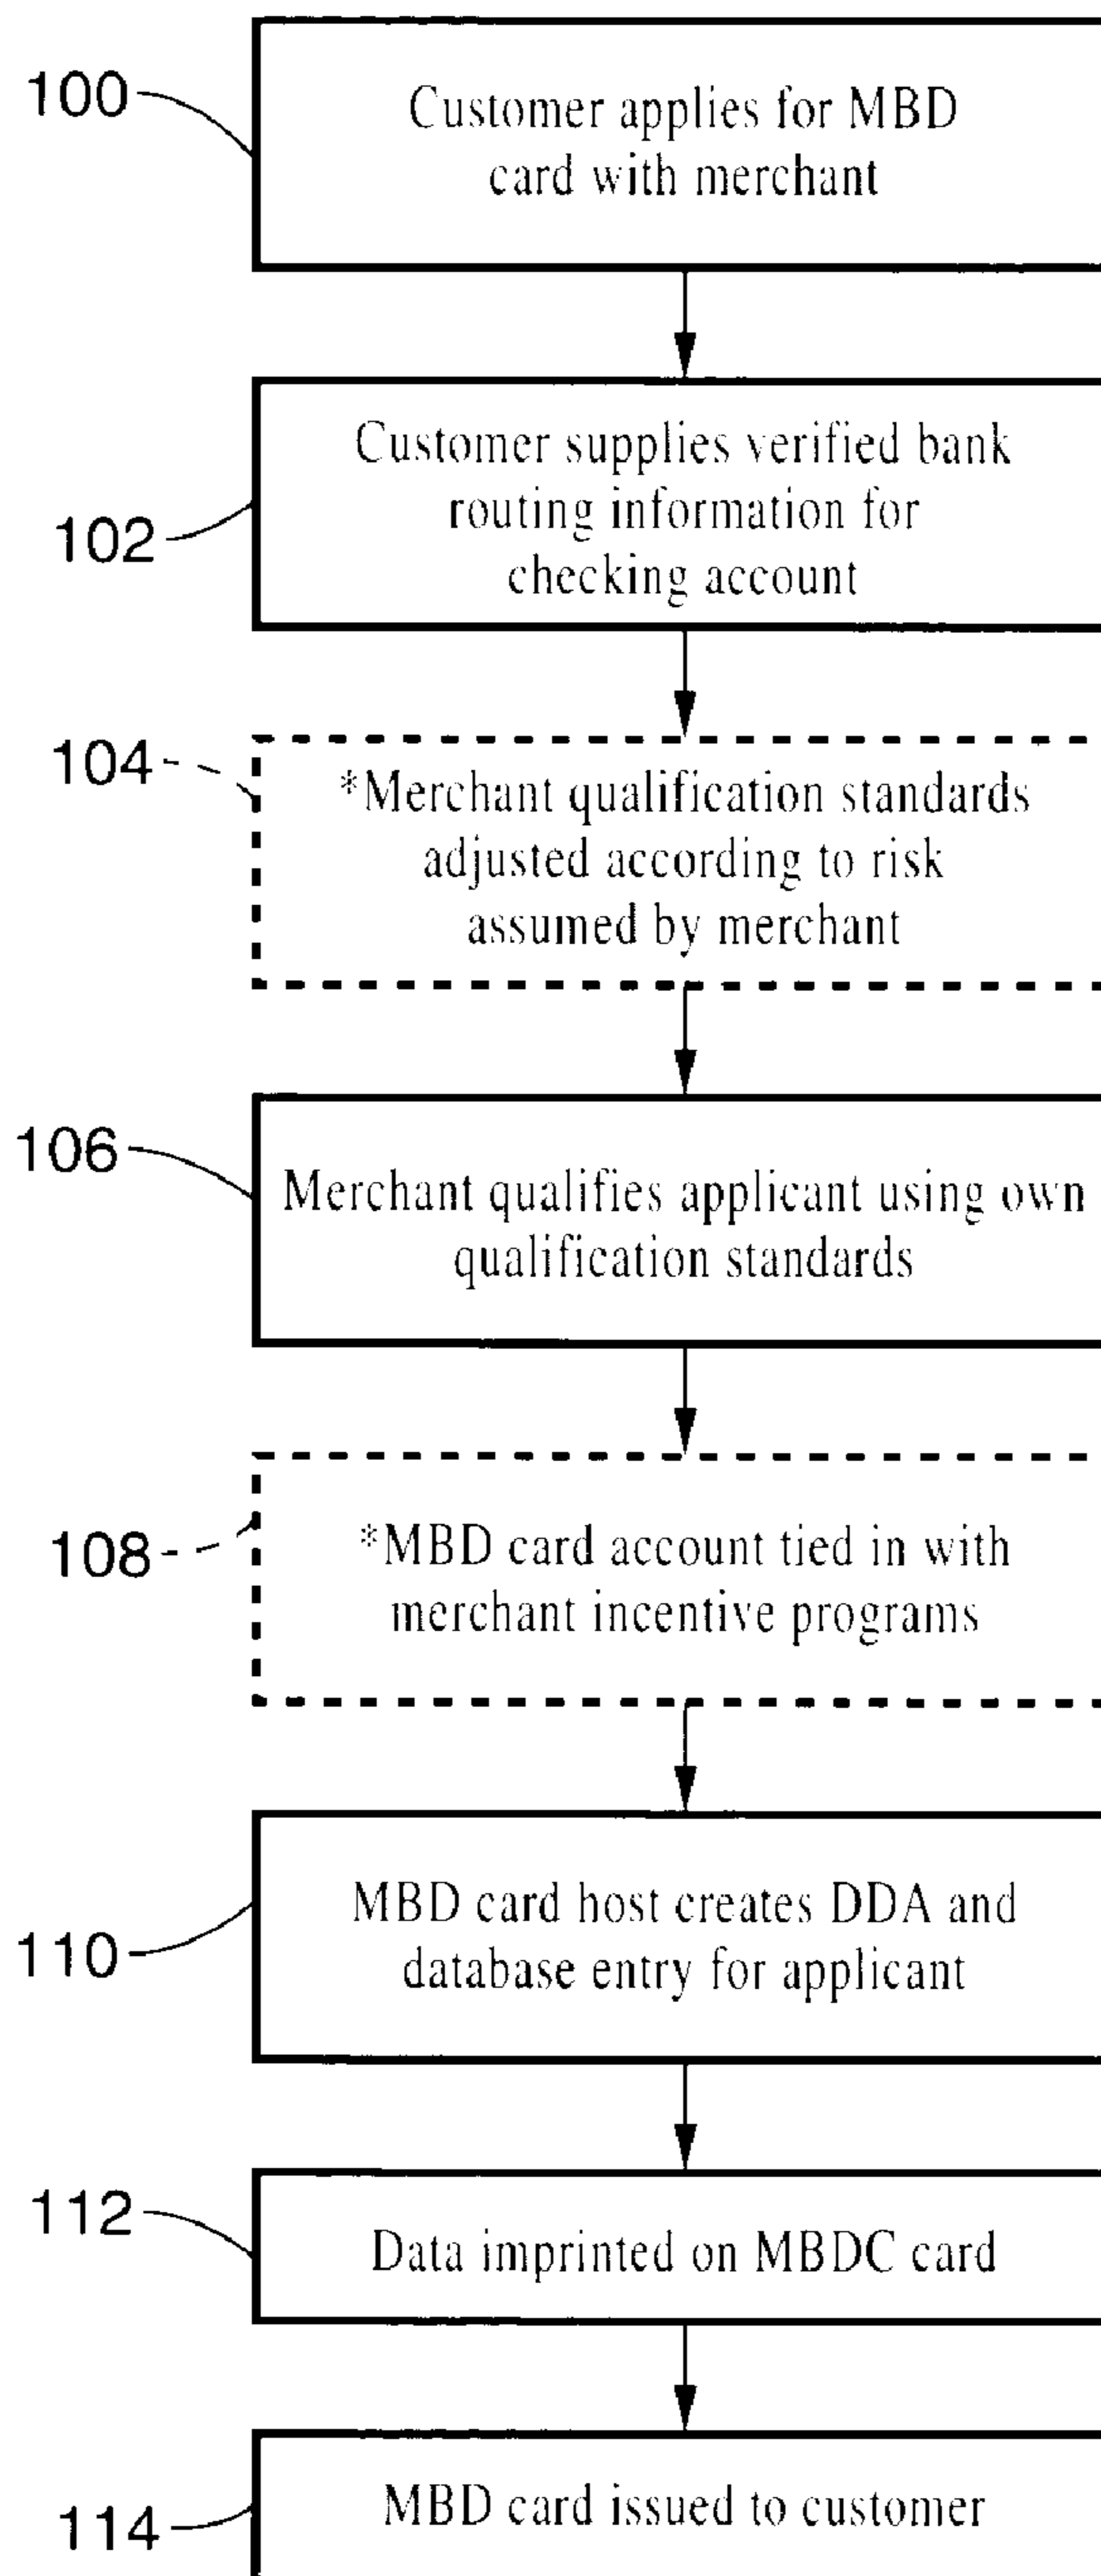 100
Customer applies for MBD
card with merchant
Customer supplies verified bank
routing information for
checking account
102
104
*Merchant qualification standards
adjusted according to risk
assumed by merchant
106
Merchant qualifies applicant using own
qualification standards
108
*MBD card account tied in with
merchant incentive programs
110
MBD card host creates DDA and
database entry for applicant
112
Data imprinted on MBDC card
114
MBD card issued to customer